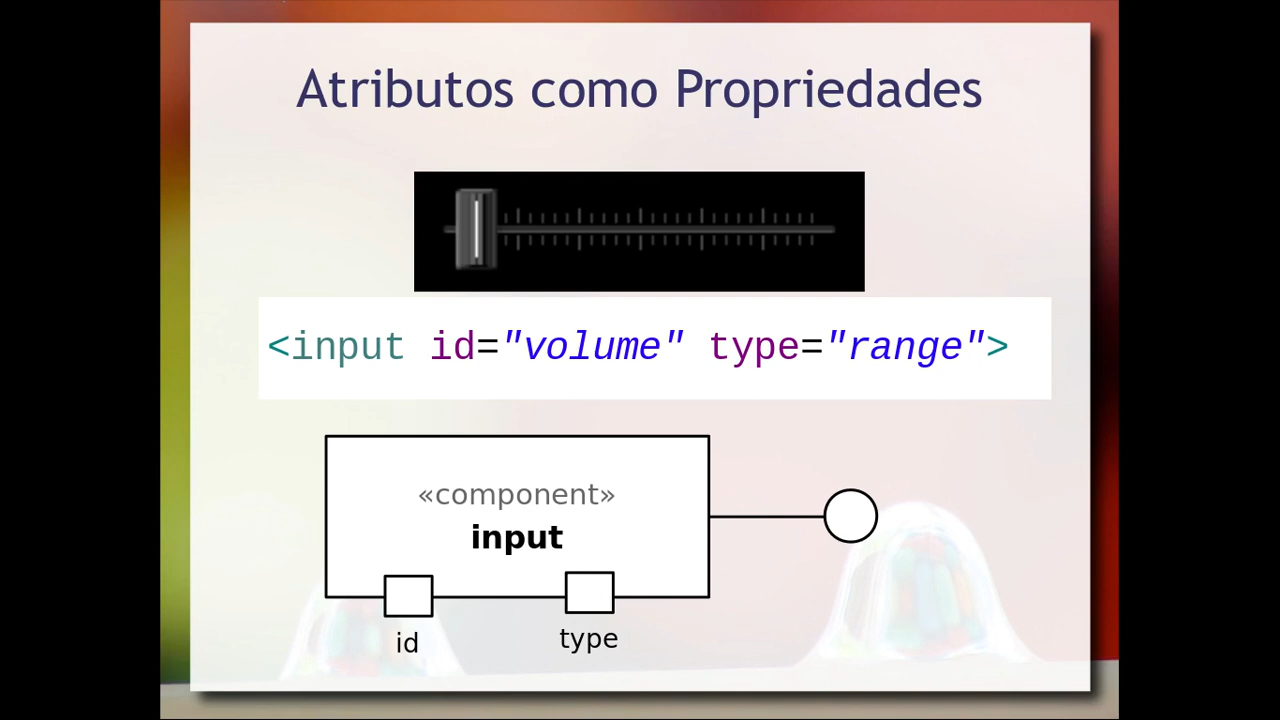 Atributos como Propriedades
<input id="volume" type="range">
«component»
input
id
type